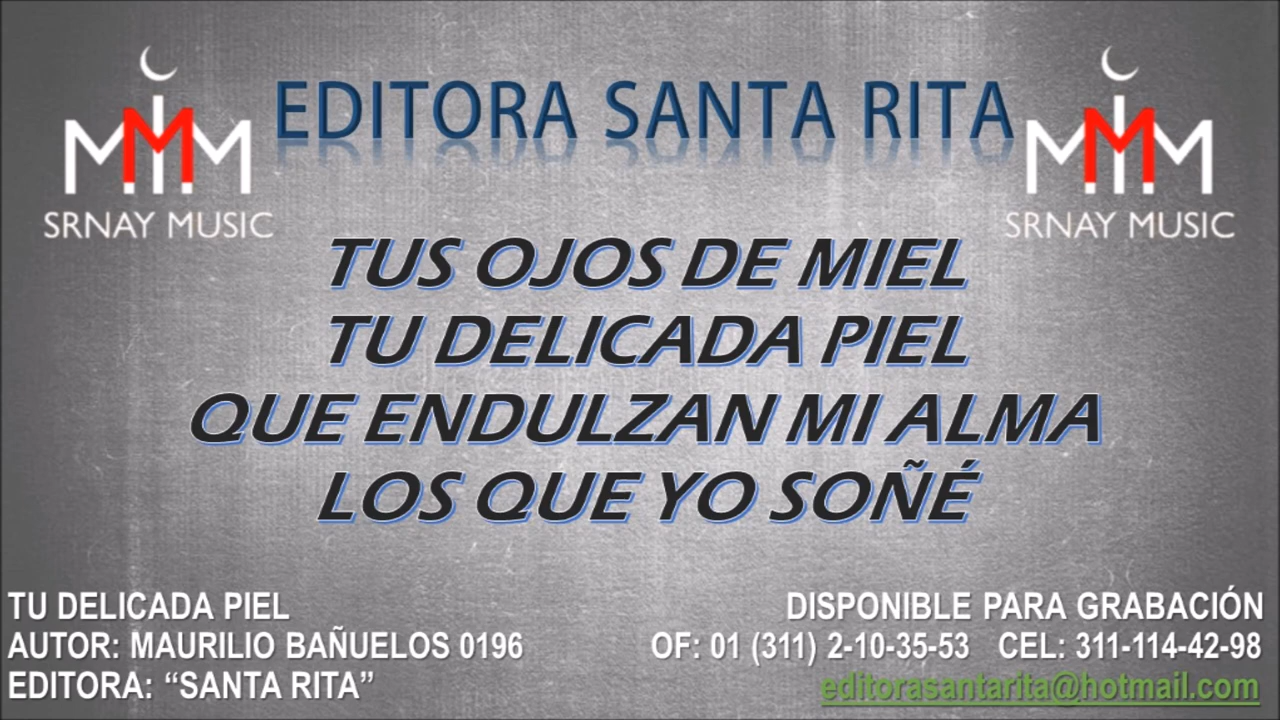 EDITORA SANTA RITA
SRNAY MUSIC
SRNAY MUSIC
TUS OJOS DE MIEL
TU DELICADA PIEL
QUE ENDULZAN MI ALMA
LOS QUE YO SOÑÉ
TU DELICADA PIEL
AUTOR: MAURILIO BAÑUELOS 0196
EDITORA: “SANTA RITA”
DISPONIBLE PARA GRABACIÓN
OF: 01 (311) 2-10-35-53 CEL: 311-114-42-98
editorasantarita@hotmail.com